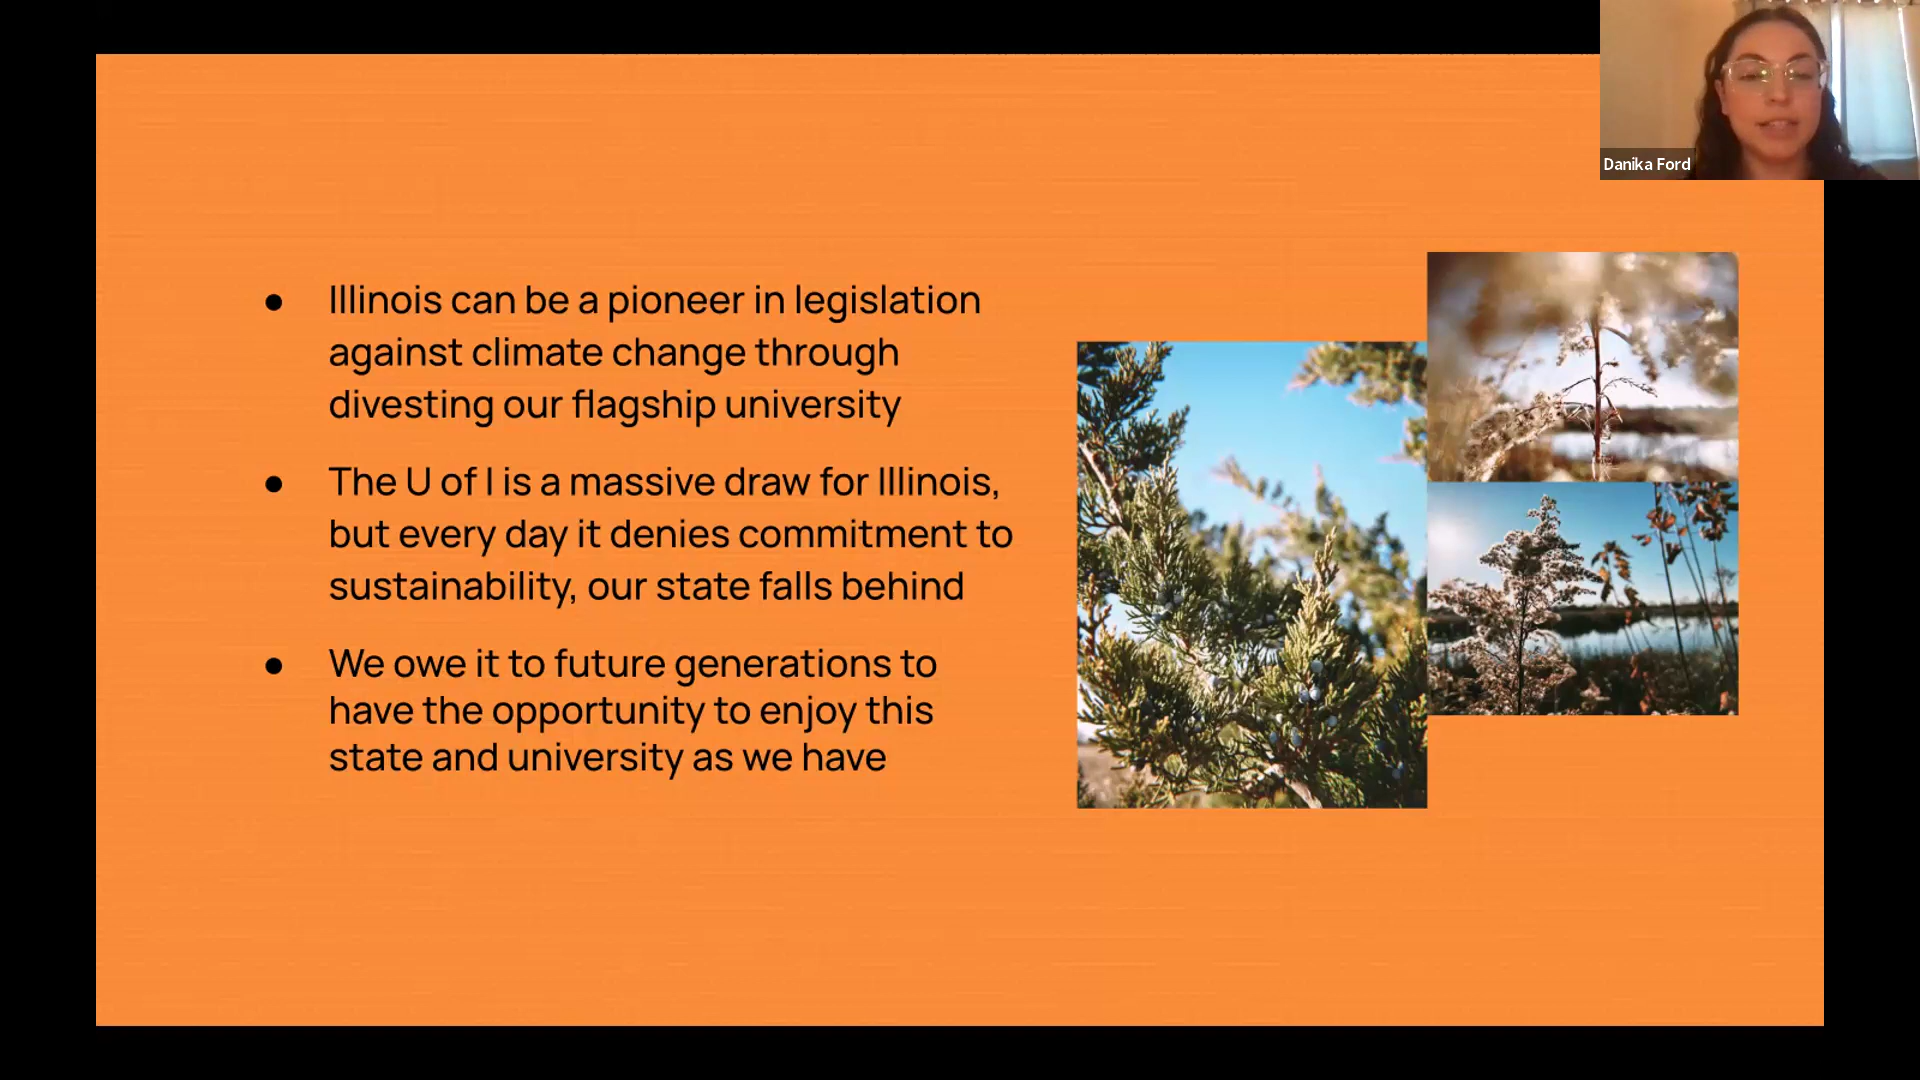 Illinois can be a pioneer in legislation
against climate change through
divesting our flagship university
The U of I is a massive draw for Illinois,
but every day it denies commitment to
sustainability, our state falls behind
We owe it to future generations to
have the opportunity to enjoy this
state and university as we have
Danika Ford